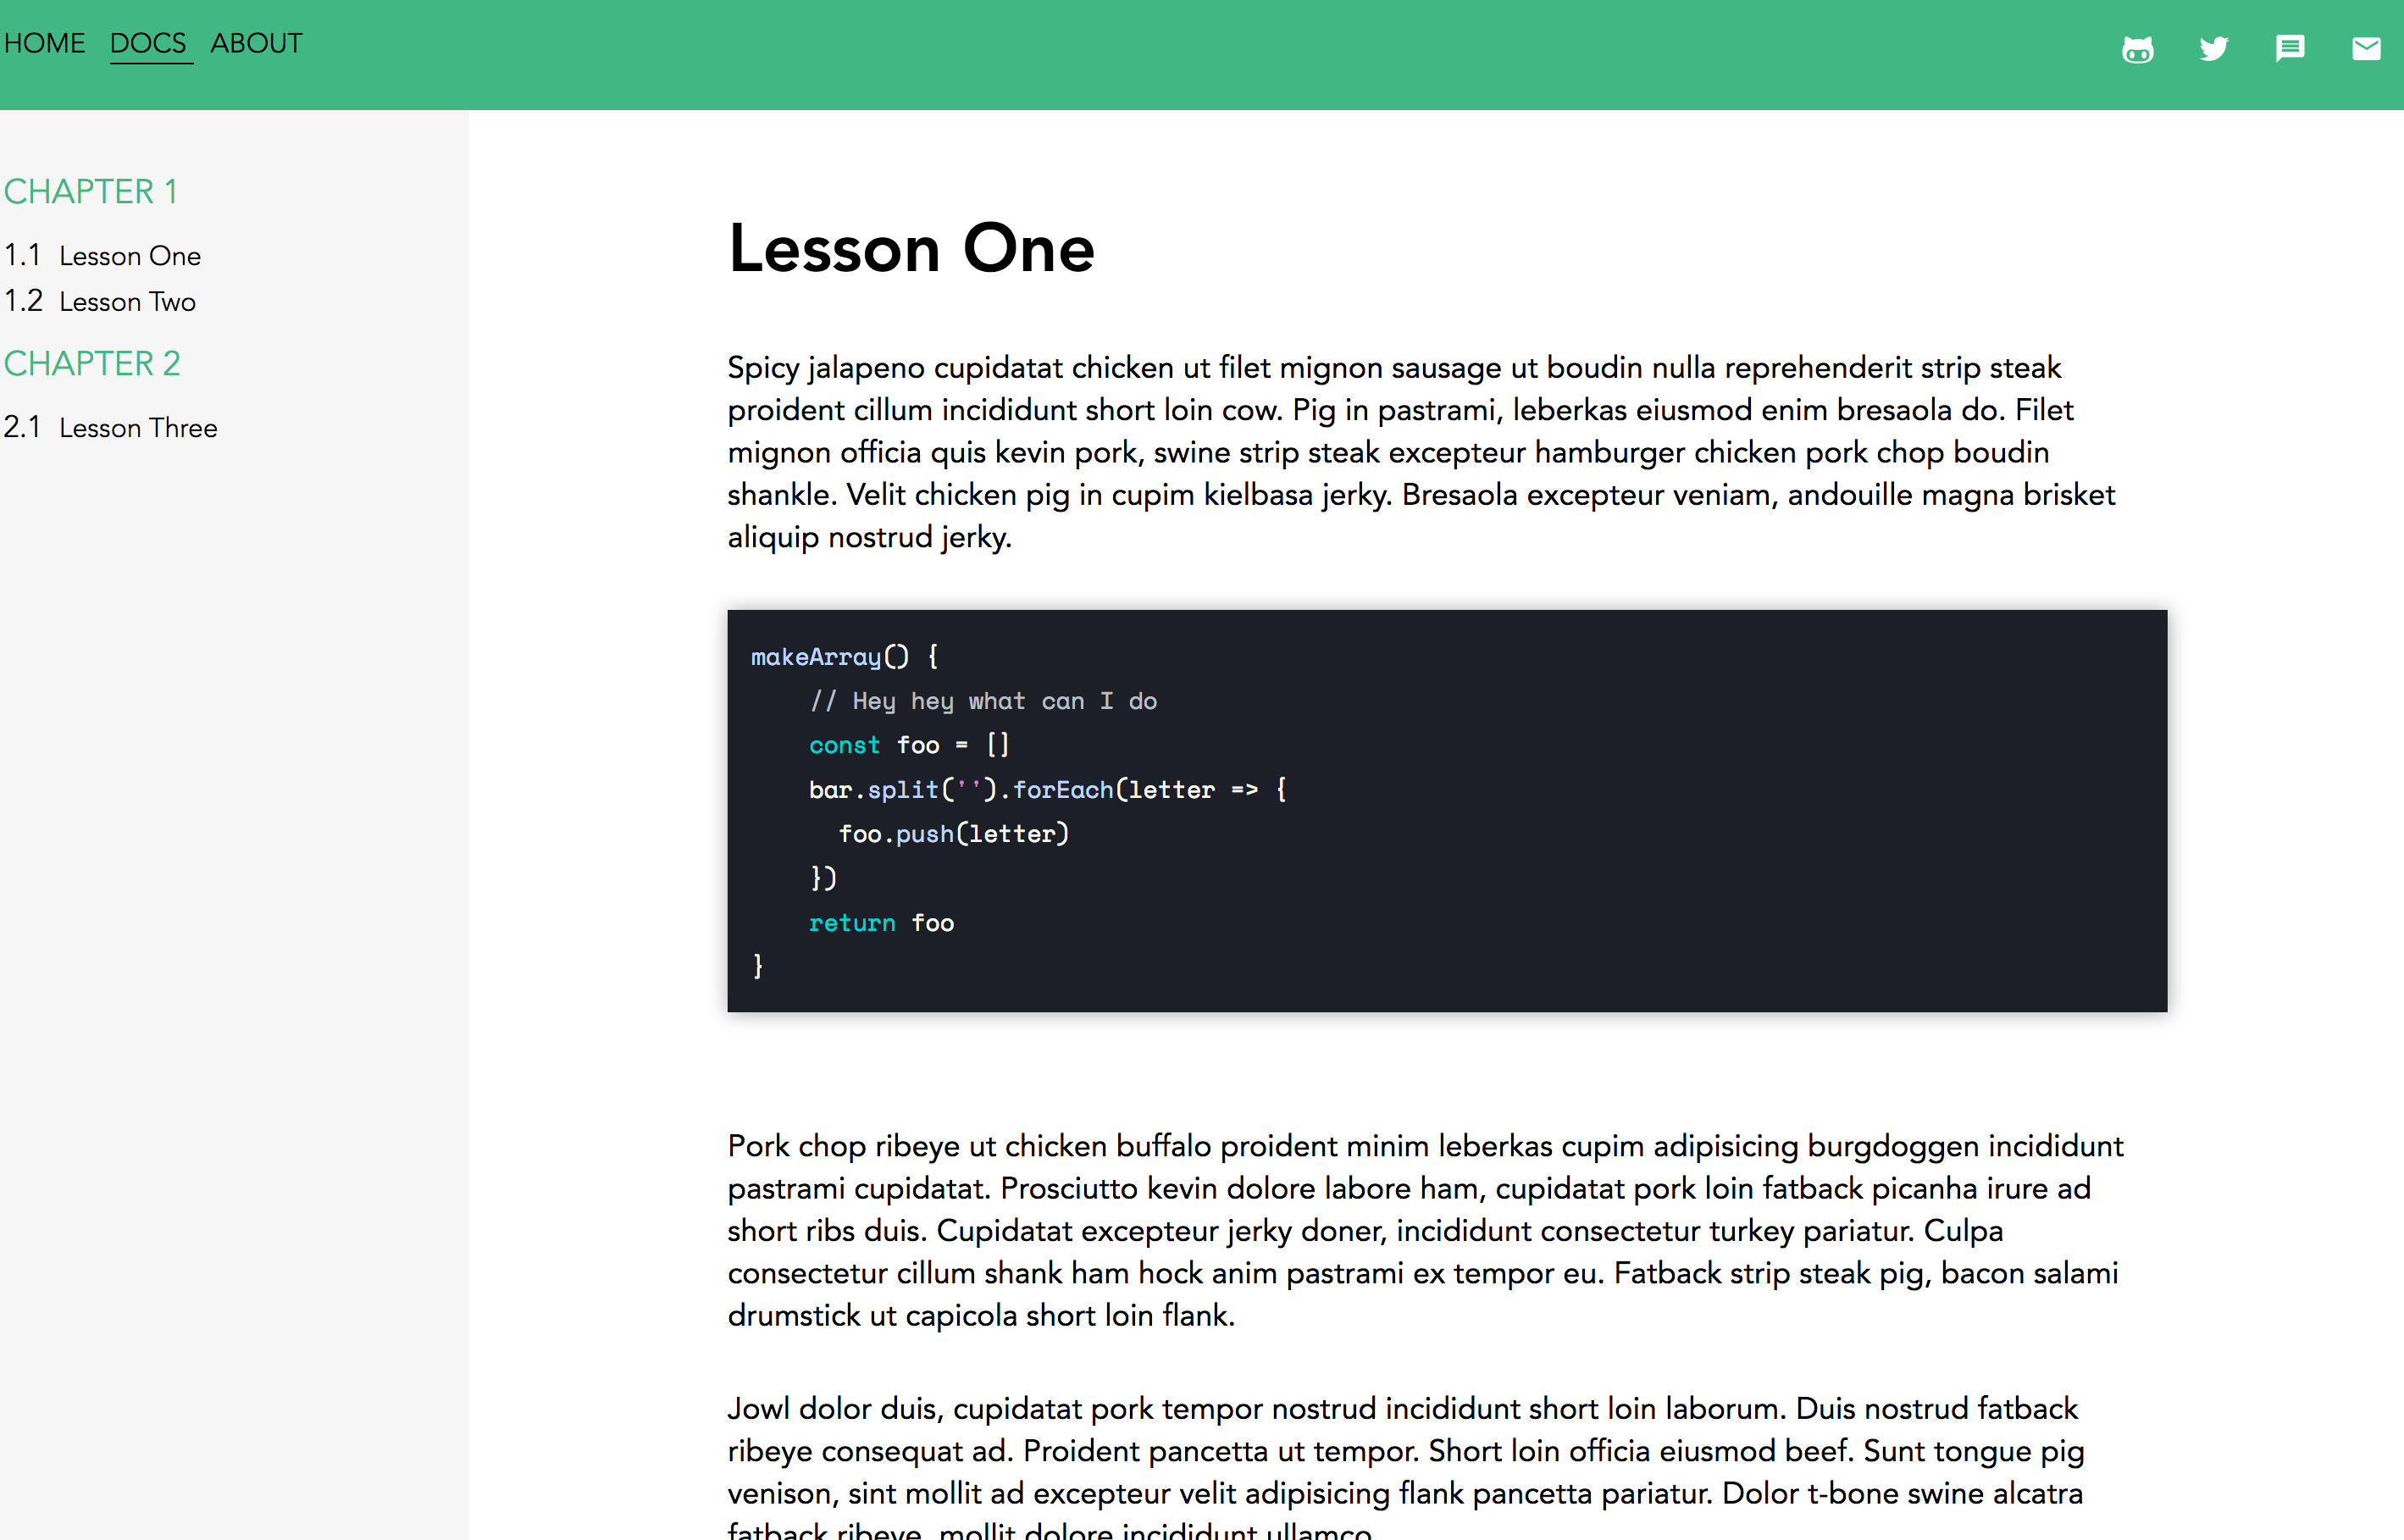 HOME DOCS ABOUT
CHAPTER 1
1.1 Lesson One
1.2 Lesson Two
CHAPTER 2
2.1 Lesson Three
Lesson One
Spicy jalapeno cupidatat chicken ut filet mignon sausage ut boudin nulla reprehenderit strip steak
proident cillum incididunt short loin cow. Pig in pastrami, leberkas eiusmod enim bresaola do. Filet
mignon officia quis kevin pork, swine strip steak excepteur hamburger chicken pork chop boudin
shankle. Velit chicken pig in cupim kielbasa jerky. Bresaola excepteur veniam, andouille magna brisket
aliquip nostrud jerky.
makeArray() {
    // Hey hey what can I do
    const foo = []
    bar.split('').forEach(letter => {
      foo.push(letter)
    })
    return foo
}
Pork chop ribeye ut chicken buffalo proident minim leberkas cupim adipisicing burgdoggen incididunt
pastrami cupidatat. Prosciutto kevin dolore labore ham, cupidatat pork loin fatback picanha irure ad
short ribs duis. Cupidatat excepteur jerky doner, incididunt consectetur turkey pariatur. Culpa
consectetur cillum shank ham hock anim pastrami ex tempor eu. Fatback strip steak pig, bacon salami
drumstick ut capicola short loin flank.
Jowl dolor duis, cupidatat pork tempor nostrud incididunt short loin laborum. Duis nostrud fatback
ribeye consequat ad. Proident pancetta ut tempor. Short loin officia eiusmod beef. Sunt tongue pig
venison, sint mollit ad excepteur velit adipisicing flank pancetta pariatur. Dolor t-bone swine alcatra
fatback ribeye, mollit dolore incididunt ullamco.